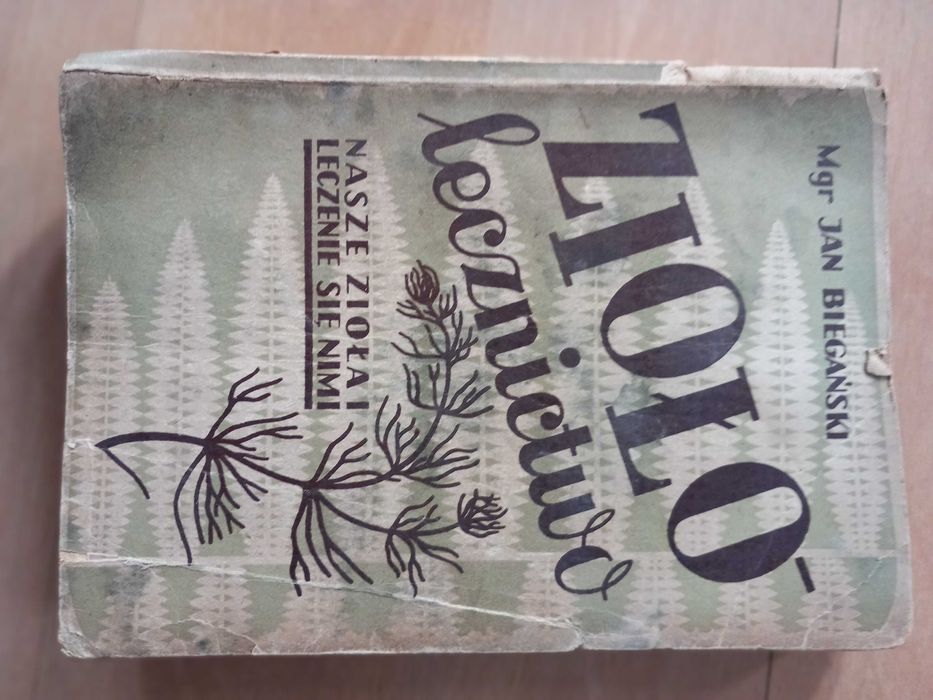 Mgr JAN BIEGAŃSKI
ZIOŁO-
lecznictwo
NASZE ZIOŁA I
LECZENIE SIĘ NIMI